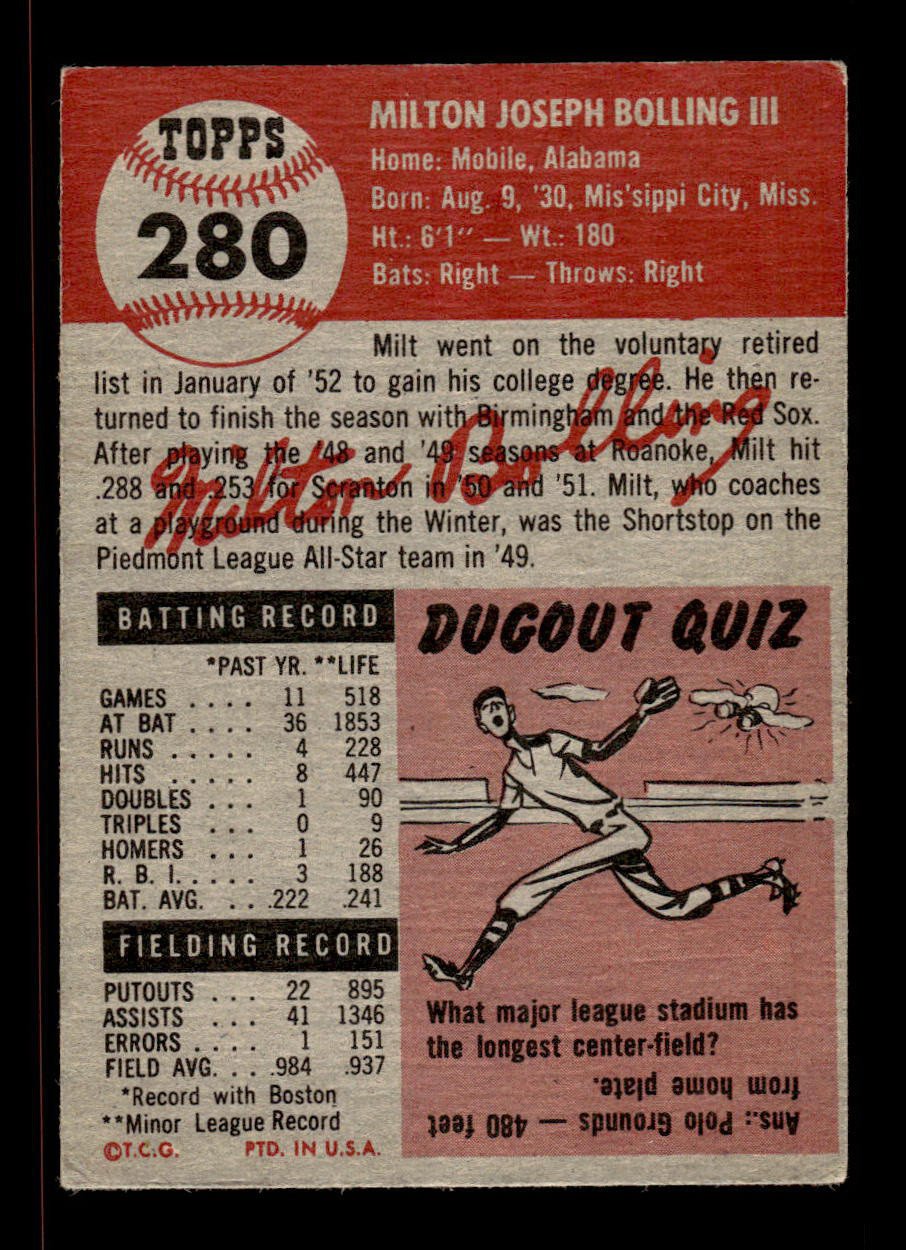 TOPPS
280
MILTON JOSEPH BOLLING III
Home: Mobile, Alabama
Born: Aug. 9, '30, Mis'sippi City, Miss.
Ht.: 6'1" — Wt.: 180
Bats: Right — Throws: Right
Milt went on the voluntary retired
list in January of '52 to gain his college degree. He then re-
turned to finish the season with Birmingham and the Red Sox.
After playing the '48 and '49 seasons at Roanoke, Milt hit
.288 and .253 for Scranton in '50 and '51. Milt, who coaches
at a playground during the Winter, was the Shortstop on the
Piedmont League All-Star team in '49.
Milton Bolling
BATTING RECORD
*PAST YR. **LIFE
GAMES .... 11 518
AT BAT .... 36 1853
RUNS ..... 4 228
HITS ..... 8 447
DOUBLES ... 1 90
TRIPLES ... 0 9
HOMERS ... 1 26
R. B. I. .... 3 188
BAT. AVG. .. .222 .241
FIELDING RECORD
PUTOUTS ... 22 895
ASSISTS ... 41 1346
ERRORS .... 1 151
FIELD AVG. .. .984 .937
*Record with Boston
**Minor League Record
©T.C.G. PTD. IN U.S.A.
DUGOUT QUIZ
What major league stadium has
the longest center-field?
Ans.: Polo Grounds — 480 feet
from home plate.